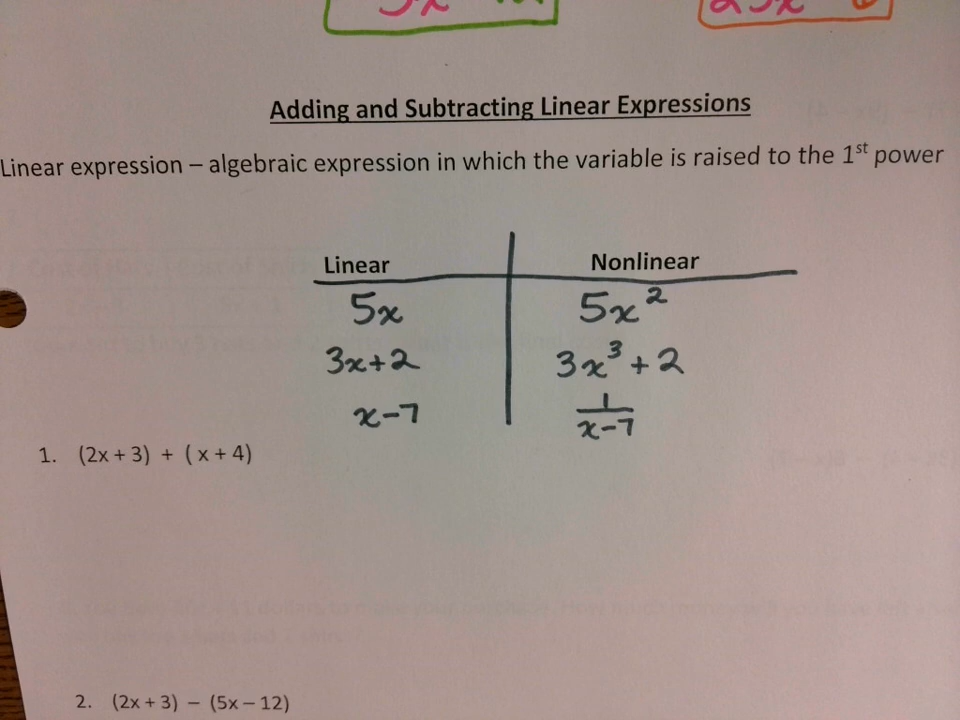 Adding and Subtracting Linear Expressions
Linear expression – algebraic expression in which the variable is raised to the 1st power
Linear Nonlinear
5x 5x²
3x+2 3x³+2
x-7 1/(x-7)
1. (2x + 3) + ( x + 4)
2. (2x + 3) – (5x – 12)